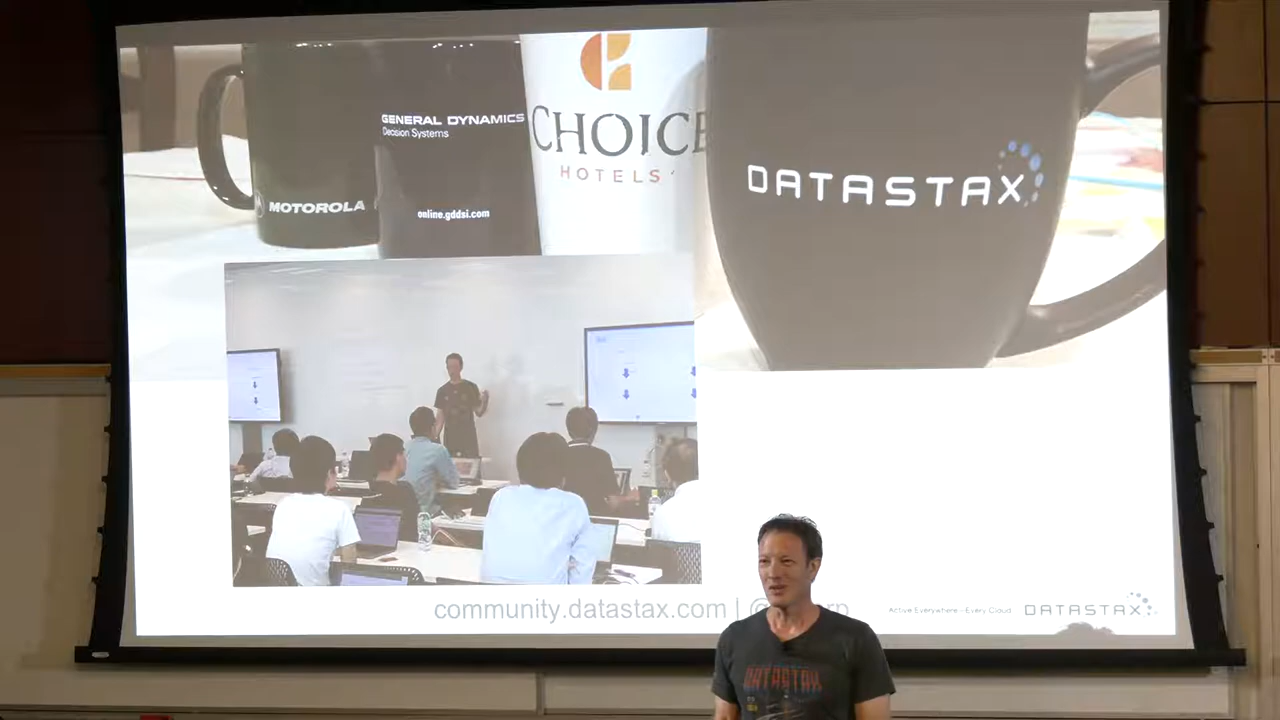 GENERAL DYNAMICS
Decision Systems
online.gddsi.com
MOTOROLA
CHOICE
HOTELS
DATASTAX
community.datastax.com | @
Active Everywhere - Every Cloud
DATASTAX
DATASTAX